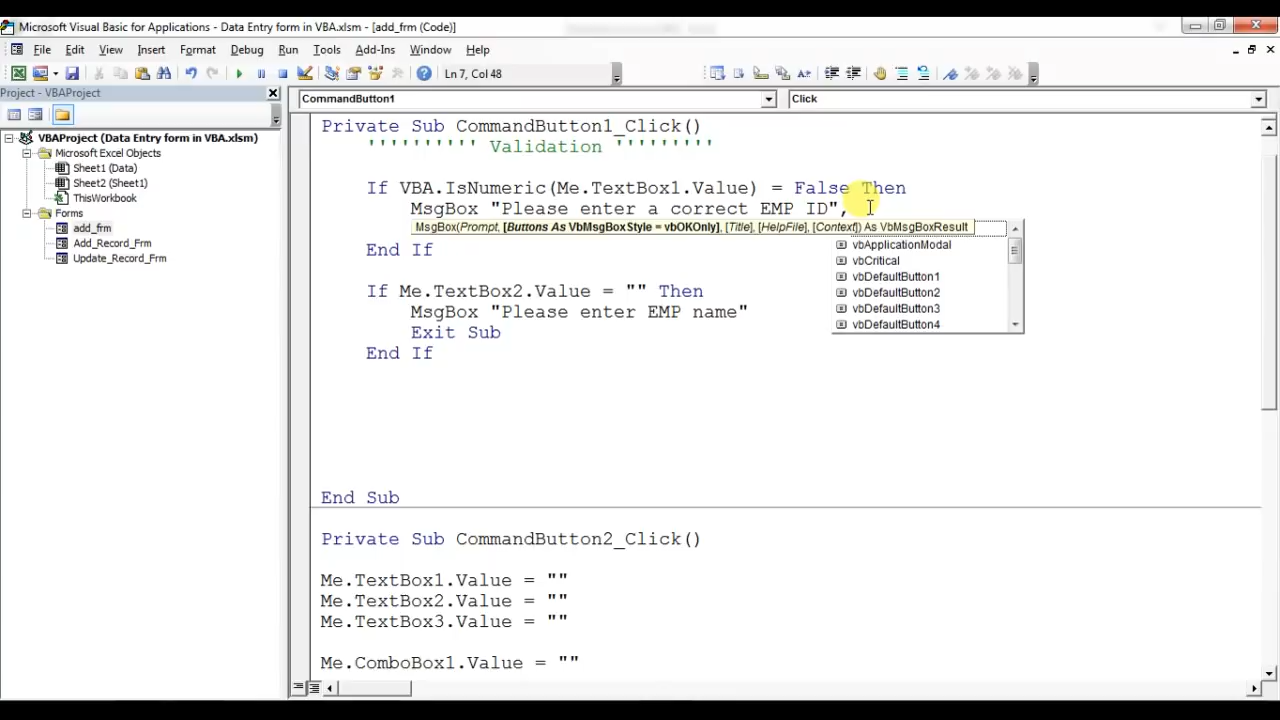 Microsoft Visual Basic for Applications - Data Entry form in VBA.xlsm - [add_frm (Code)]
File Edit View Insert Format Debug Run Tools Add-Ins Window Help
Ln 7, Col 48
Project - VBAProject
VBAProject (Data Entry form in VBA.xlsm)
Microsoft Excel Objects
Sheet1 (Data)
Sheet2 (Sheet1)
ThisWorkbook
Forms
add_frm
Add_Record_Frm
Update_Record_Frm
CommandButton1 Click
Private Sub CommandButton1_Click()
'''''''''' Validation '''''''''
If VBA.IsNumeric(Me.TextBox1.Value) = False Then
MsgBox "Please enter a correct EMP ID",
MsgBox(Prompt, [Buttons As VbMsgBoxStyle = vbOKOnly], [Title], [HelpFile], [Context]) As VbMsgBoxResult
vbApplicationModal
vbCritical
vbDefaultButton1
vbDefaultButton2
vbDefaultButton3
vbDefaultButton4
End If
If Me.TextBox2.Value = "" Then
MsgBox "Please enter EMP name"
Exit Sub
End If
End Sub
Private Sub CommandButton2_Click()
Me.TextBox1.Value = ""
Me.TextBox2.Value = ""
Me.TextBox3.Value = ""
Me.ComboBox1.Value = ""